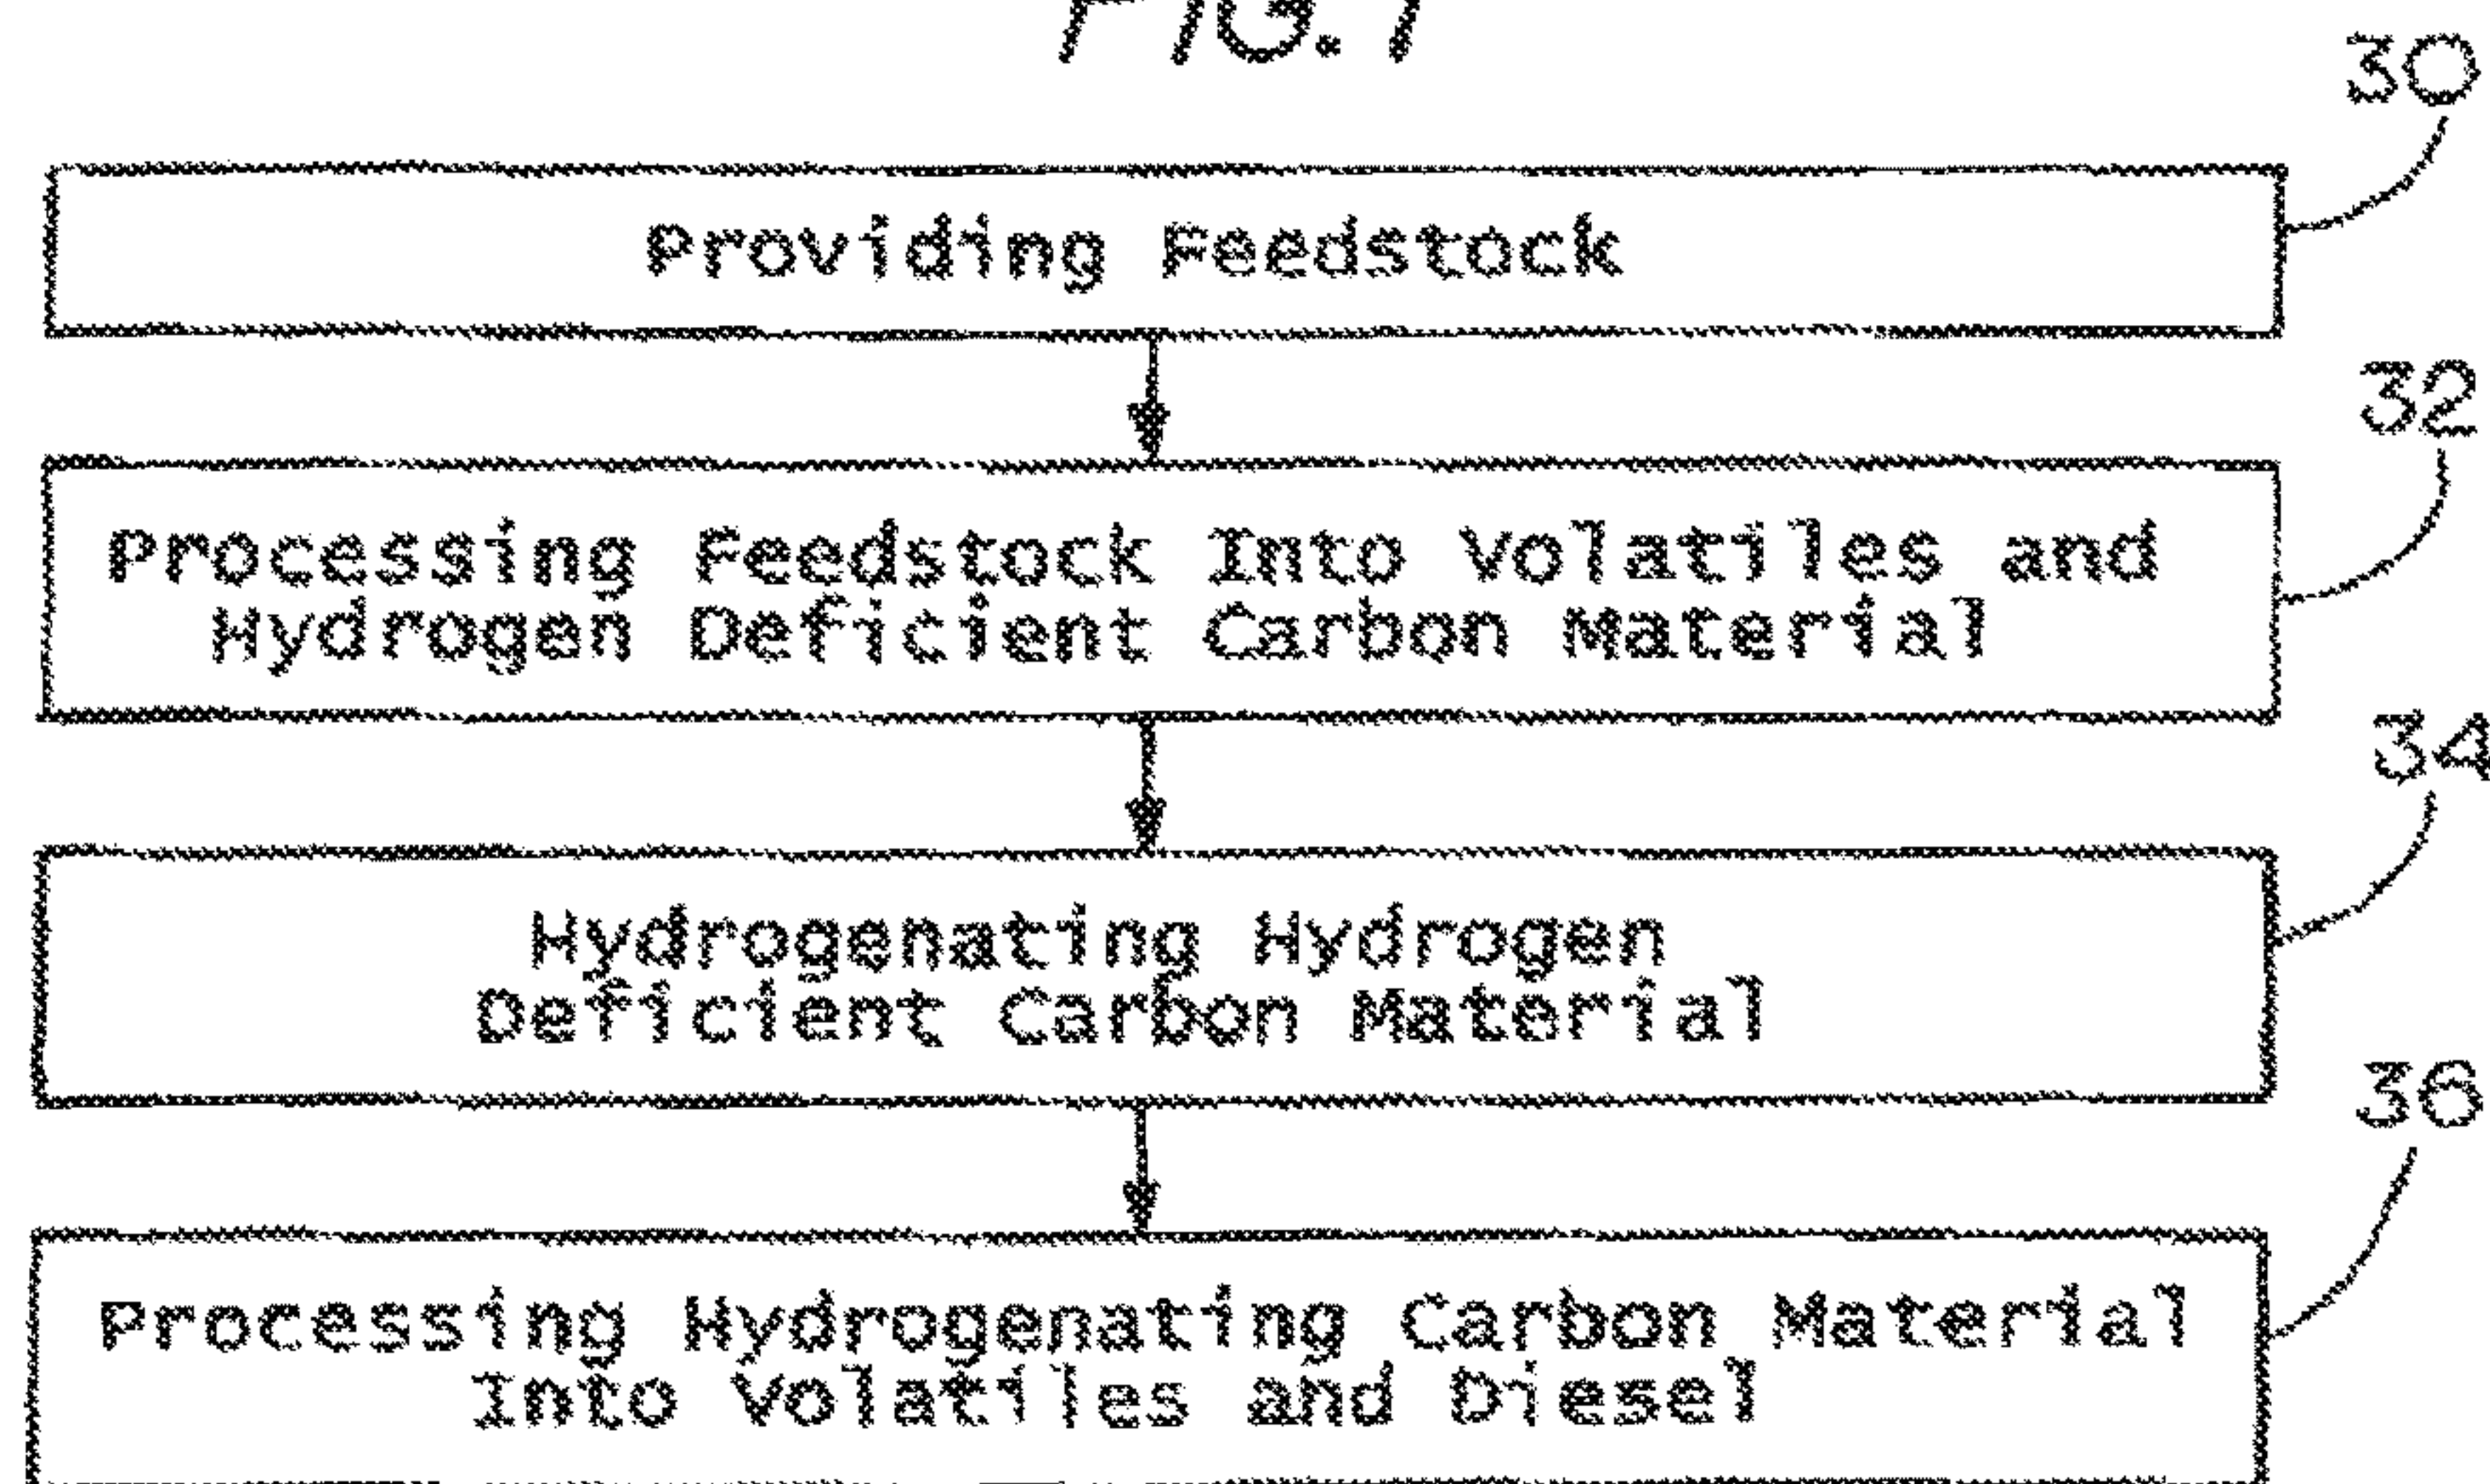 FIG. 1
30
Providing Feedstock
32
Processing Feedstock Into Volatiles and
Hydrogen Deficient Carbon Material
34
Hydrogenating Hydrogen
Deficient Carbon Material
36
Processing Hydrogenating Carbon Material
Into Volatiles and Diesel